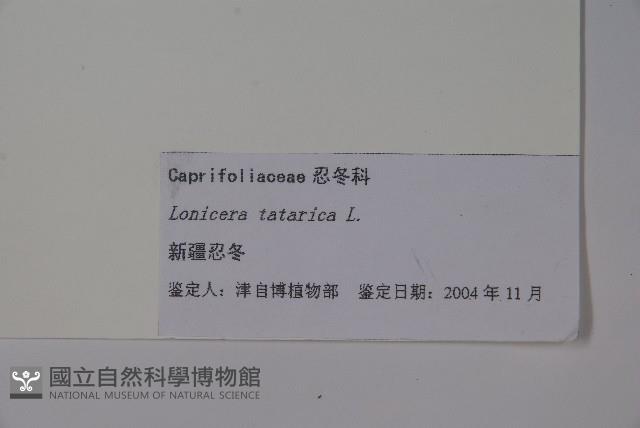 Caprifoliaceae 忍冬科
Lonicera tatarica L.
新疆忍冬
鉴定人：津自博植物部 鉴定日期：2004 年 11 月
國立自然科學博物館
NATIONAL MUSEUM OF NATURAL SCIENCE